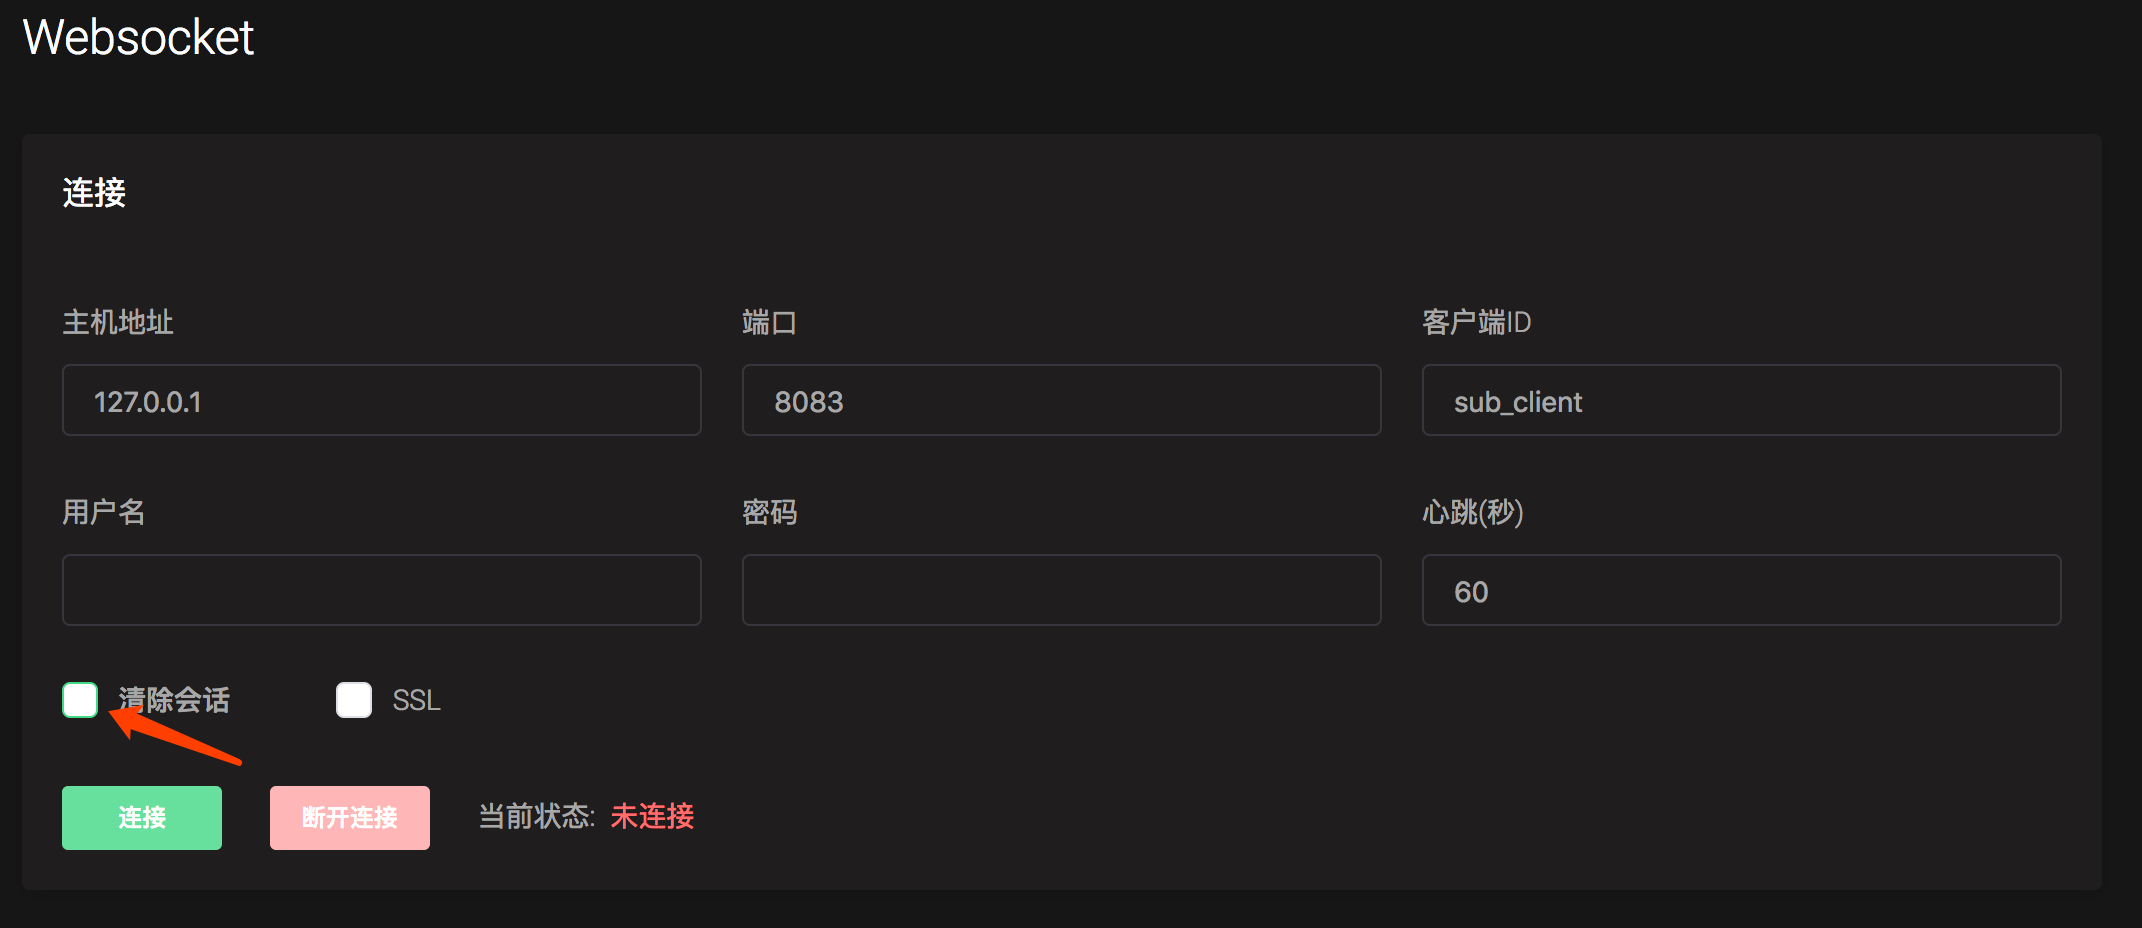 Websocket
连接
主机地址 端口 客户端ID
127.0.0.1 8083 sub_client
用户名 密码 心跳(秒)
60
清除会话 SSL
连接 断开连接 当前状态: 未连接